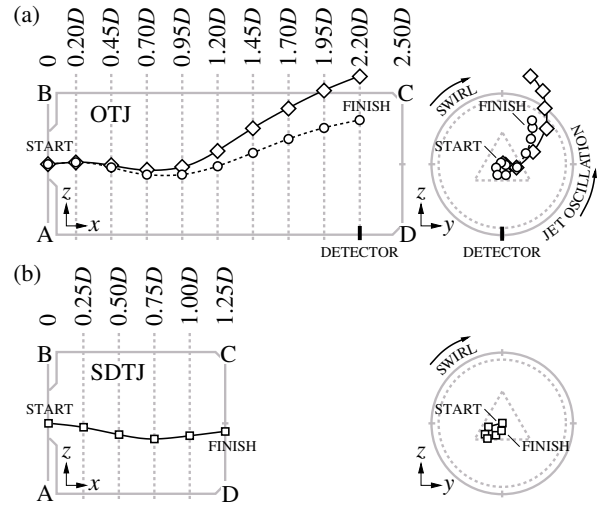 (a)
0
0.20D
0.45D
0.70D
0.95D
1.20D
1.45D
1.70D
1.95D
2.20D
2.50D
B
OTJ
C
START
FINISH
z
x
A
D
DETECTOR
SWIRL
FINISH
START
JET OSCILLATION
z
y
DETECTOR
(b)
0
0.25D
0.50D
0.75D
1.00D
1.25D
B
SDTJ
C
START
FINISH
z
x
A
D
SWIRL
START
FINISH
z
y